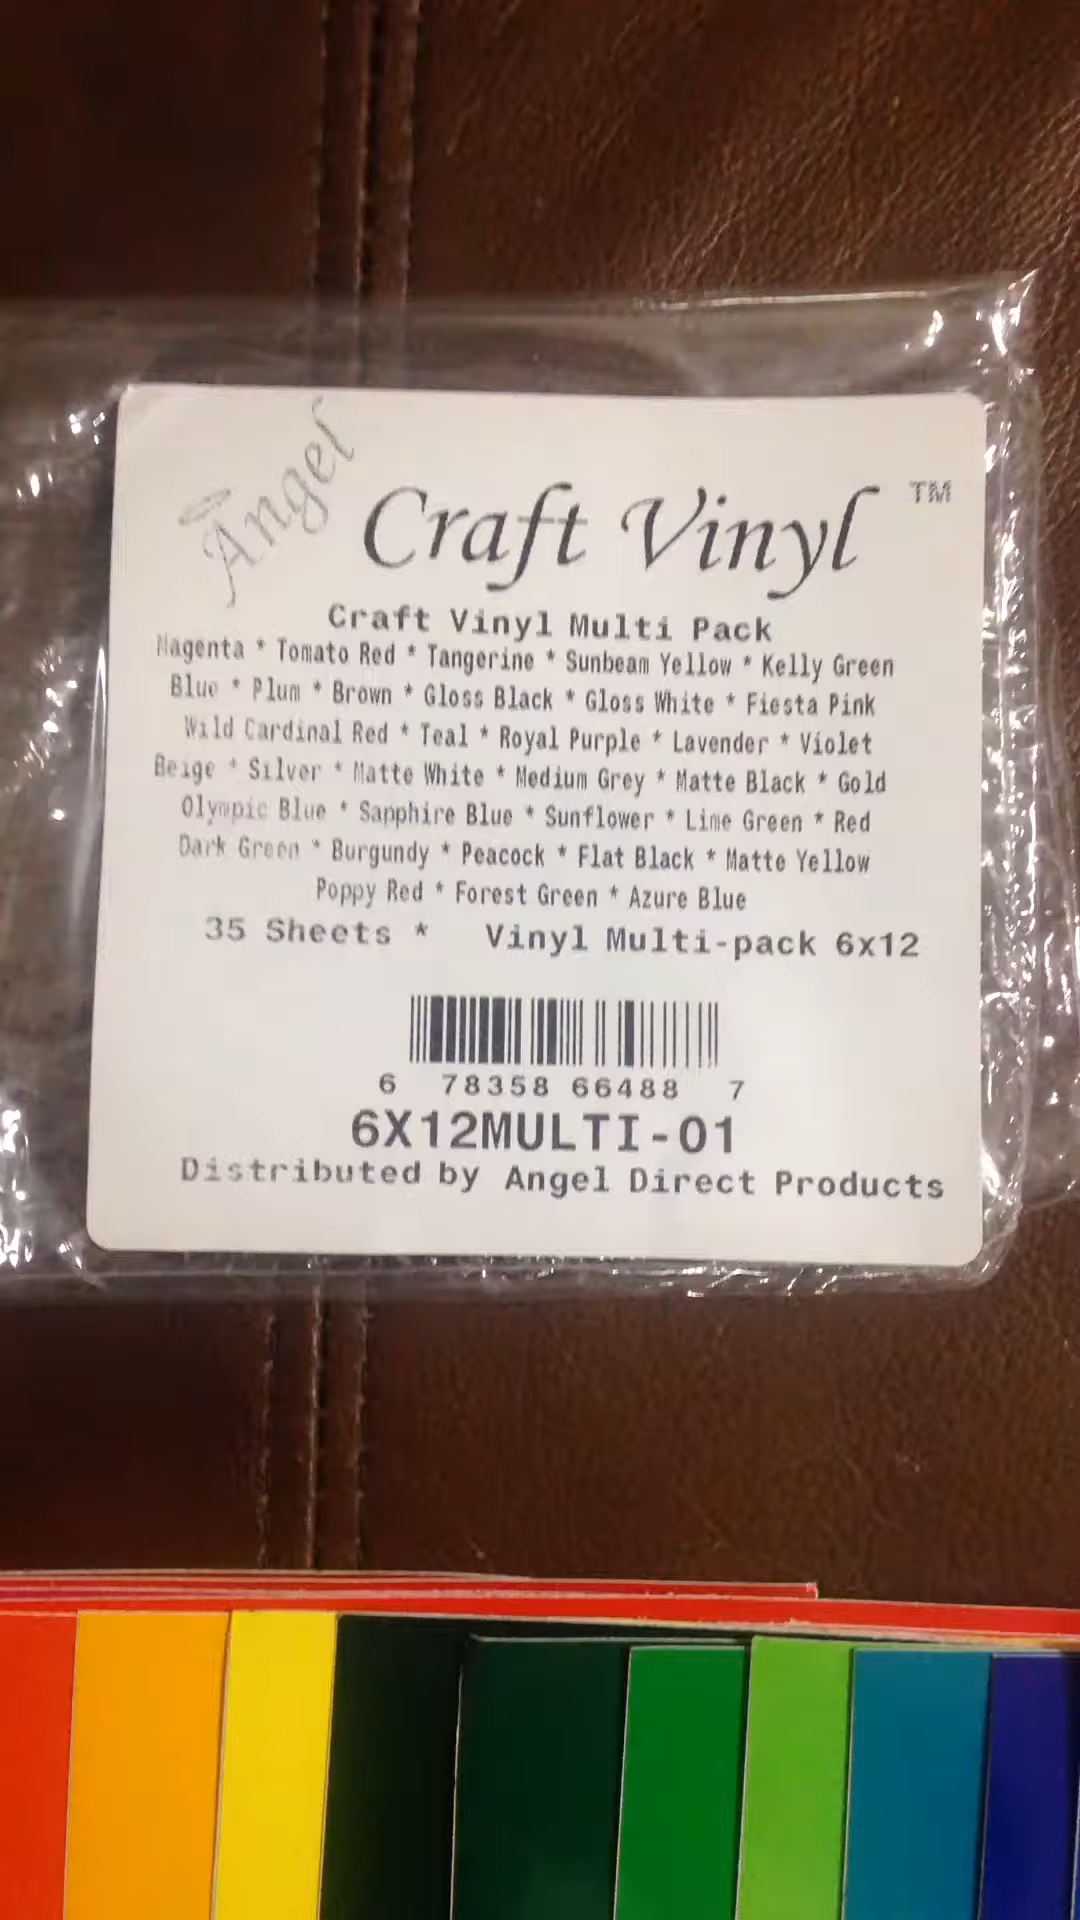 Angel
Craft Vinyl ™
Craft Vinyl Multi Pack
Magenta * Tomato Red * Tangerine * Sunbeam Yellow * Kelly Green
Blue * Plum * Brown * Gloss Black * Gloss White * Fiesta Pink
Wild Cardinal Red * Teal * Royal Purple * Lavender * Violet
Beige * Silver * Matte White * Medium Grey * Matte Black * Gold
Olympic Blue * Sapphire Blue * Sunflower * Lime Green * Red
Dark Green * Burgundy * Peacock * Flat Black * Matte Yellow
Poppy Red * Forest Green * Azure Blue
35 Sheets * Vinyl Multi-pack 6x12
6 78358 66488 7
6X12MULTI-01
Distributed by Angel Direct Products